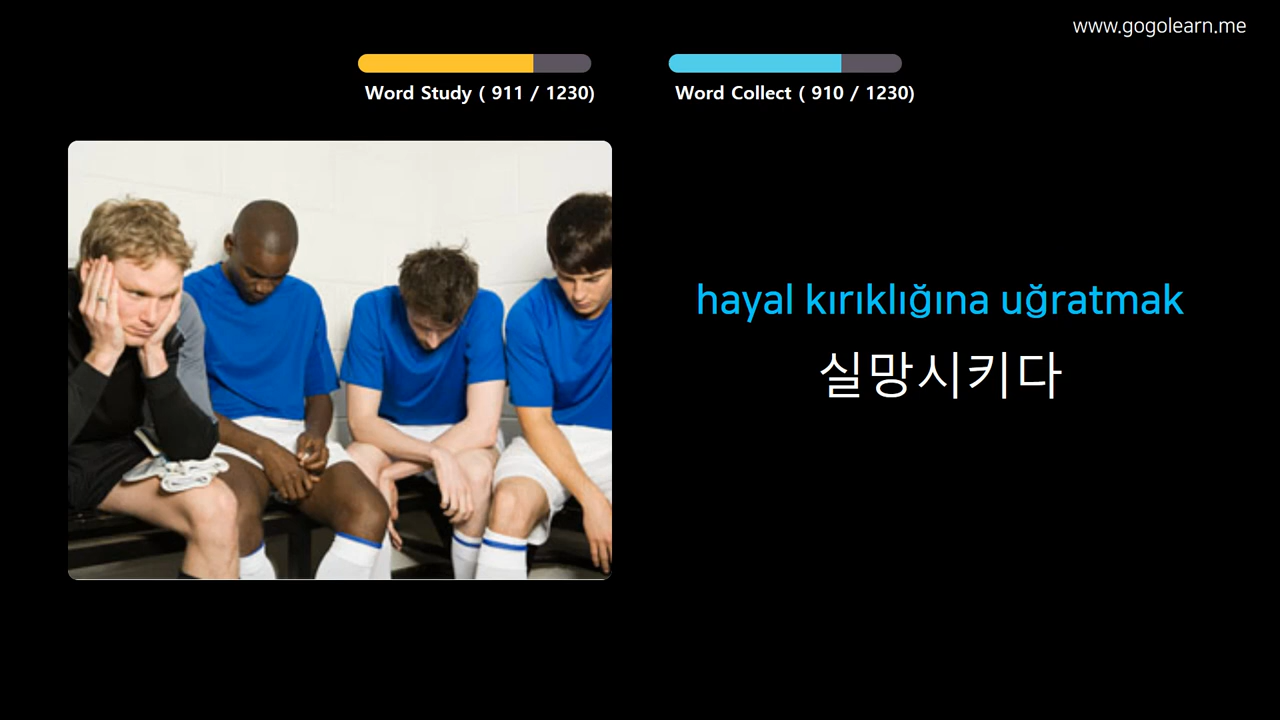 www.gogolearn.me
Word Study ( 911 / 1230)
Word Collect ( 910 / 1230)
hayal kırıklığına uğratmak
실망시키다